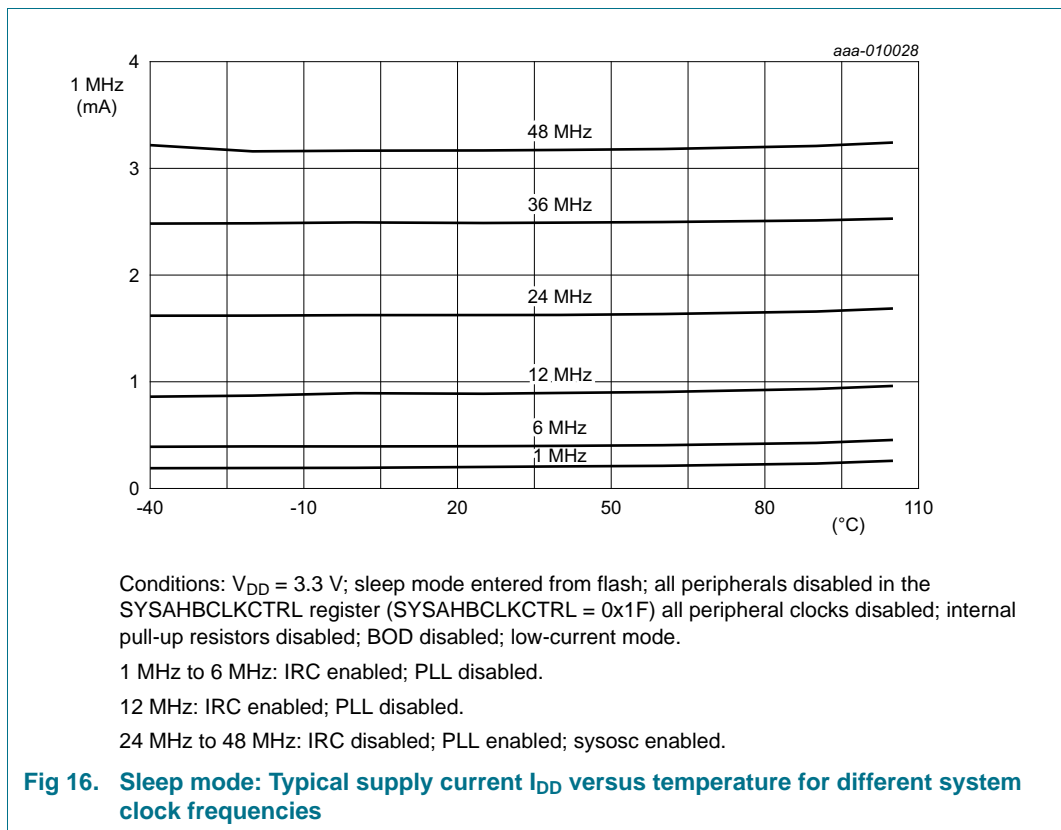 aaa-010028
4
1 MHz
(mA)
48 MHz
3
36 MHz
2
24 MHz
1
12 MHz
6 MHz
1 MHz
0
-40 -10 20 50 80 110
(°C)
Conditions: VDD = 3.3 V; sleep mode entered from flash; all peripherals disabled in the
SYSAHBCLKCTRL register (SYSAHBCLKCTRL = 0x1F) all peripheral clocks disabled; internal
pull-up resistors disabled; BOD disabled; low-current mode.
1 MHz to 6 MHz: IRC enabled; PLL disabled.
12 MHz: IRC enabled; PLL disabled.
24 MHz to 48 MHz: IRC disabled; PLL enabled; sysosc enabled.
Fig 16. Sleep mode: Typical supply current IDD versus temperature for different system
clock frequencies